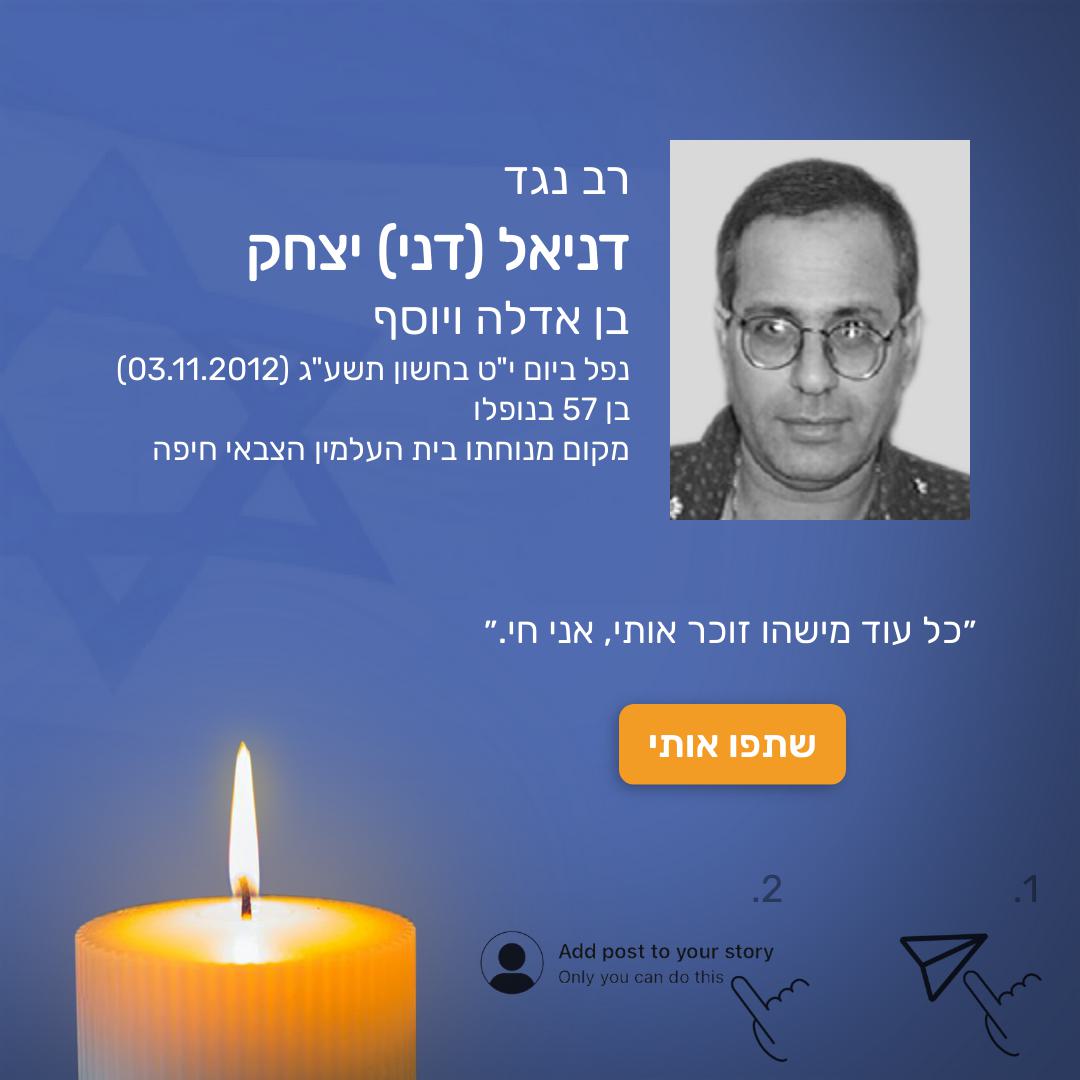 רב נגד
דניאל (דני) יצחק
בן אדלה ויוסף
נפל ביום י"ט בחשון תשע"ג (03.11.2012)
בן 57 בנופלו
מקום מנוחתו בית העלמין הצבאי חיפה
״כל עוד מישהו זוכר אותי, אני חי.״
שתפו אותי
.1
.2
Add post to your story
Only you can do this